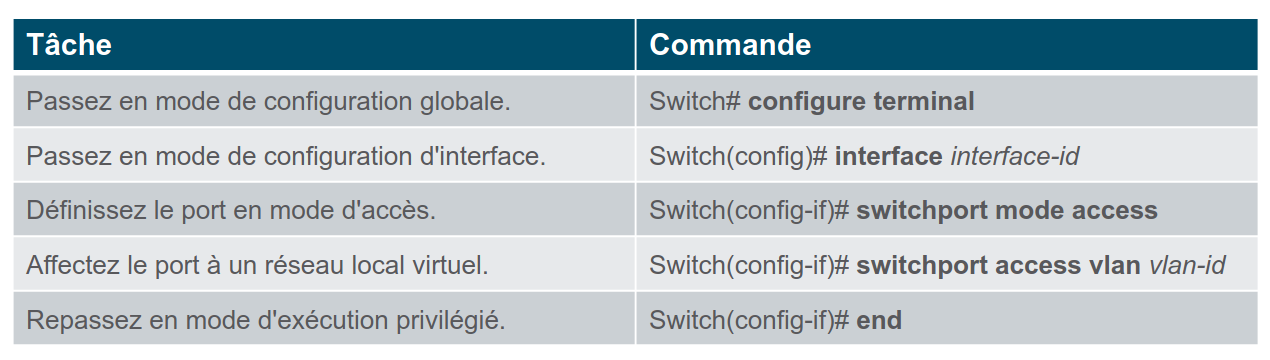 Tâche Commande
Passez en mode de configuration globale. Switch# configure terminal
Passez en mode de configuration d'interface. Switch(config)# interface interface-id
Définissez le port en mode d'accès. Switch(config-if)# switchport mode access
Affectez le port à un réseau local virtuel. Switch(config-if)# switchport access vlan vlan-id
Repassez en mode d'exécution privilégié. Switch(config-if)# end